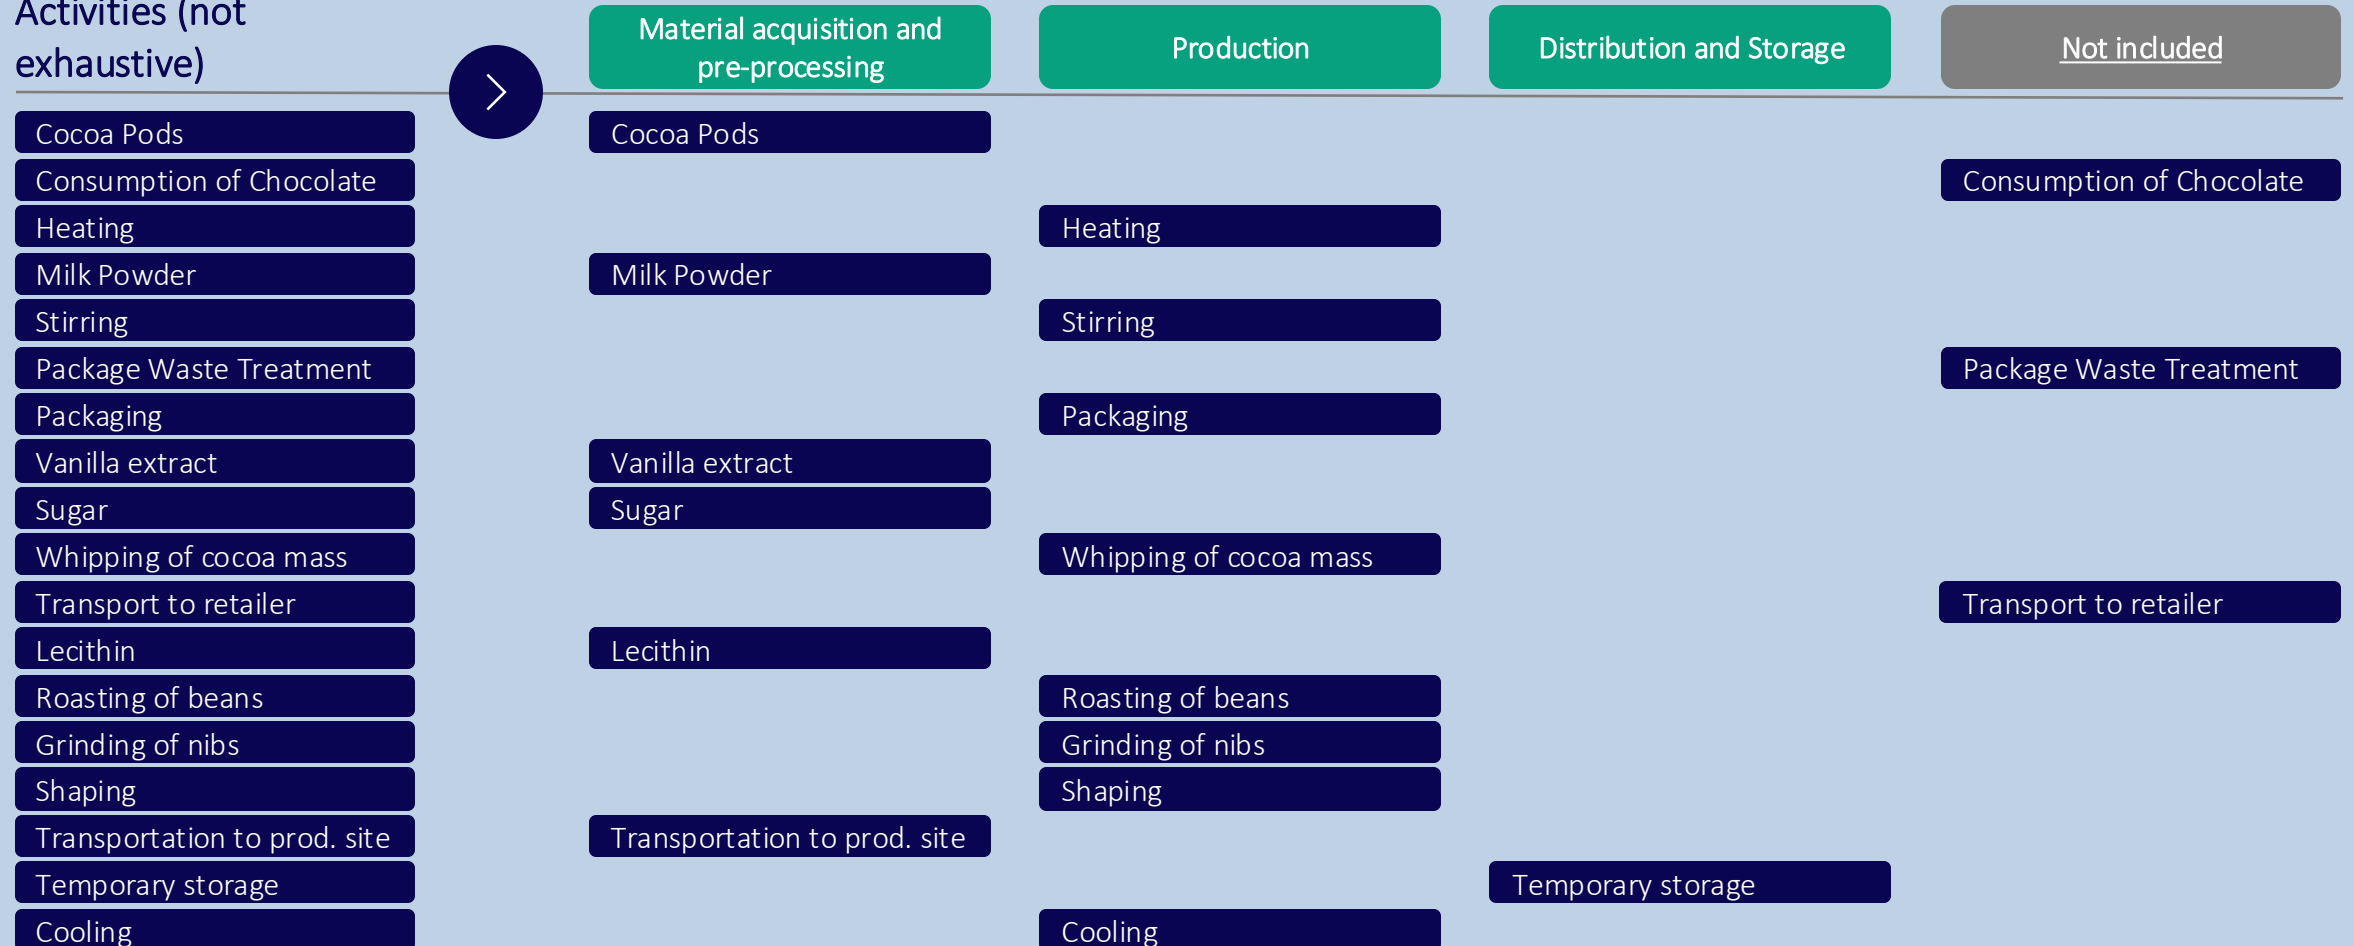 Activities (not
exhaustive)
Material acquisition and
pre-processing
Production
Distribution and Storage
Not included
Cocoa Pods
Cocoa Pods
Consumption of Chocolate
Consumption of Chocolate
Heating
Heating
Milk Powder
Milk Powder
Stirring
Stirring
Package Waste Treatment
Package Waste Treatment
Packaging
Packaging
Vanilla extract
Vanilla extract
Sugar
Sugar
Whipping of cocoa mass
Whipping of cocoa mass
Transport to retailer
Transport to retailer
Lecithin
Lecithin
Roasting of beans
Roasting of beans
Grinding of nibs
Grinding of nibs
Shaping
Shaping
Transportation to prod. site
Transportation to prod. site
Temporary storage
Temporary storage
Cooling
Cooling